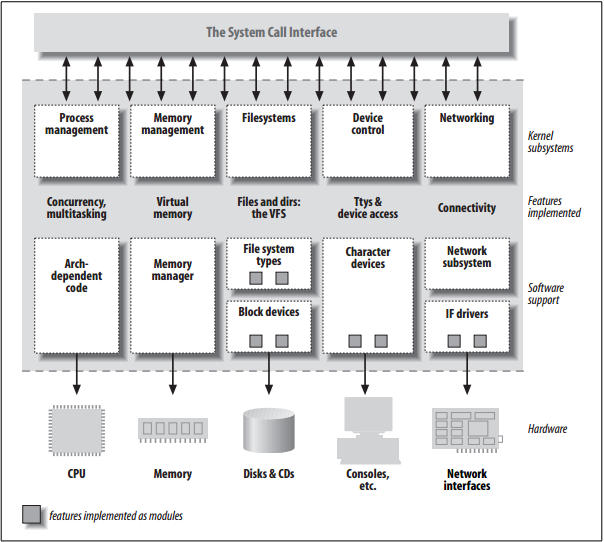 The System Call Interface
Process
management
Memory
management
Filesystems
Device
control
Networking
Kernel
subsystems
Concurrency,
multitasking
Virtual
memory
Files and dirs:
the VFS
Ttys &
device access
Connectivity
Features
implemented
Arch-
dependent
code
Memory
manager
File system
types
Character
devices
Network
subsystem
Block devices
IF drivers
Software
support
Hardware
CPU
Memory
Disks & CDs
Consoles,
etc.
Network
interfaces
features implemented as modules